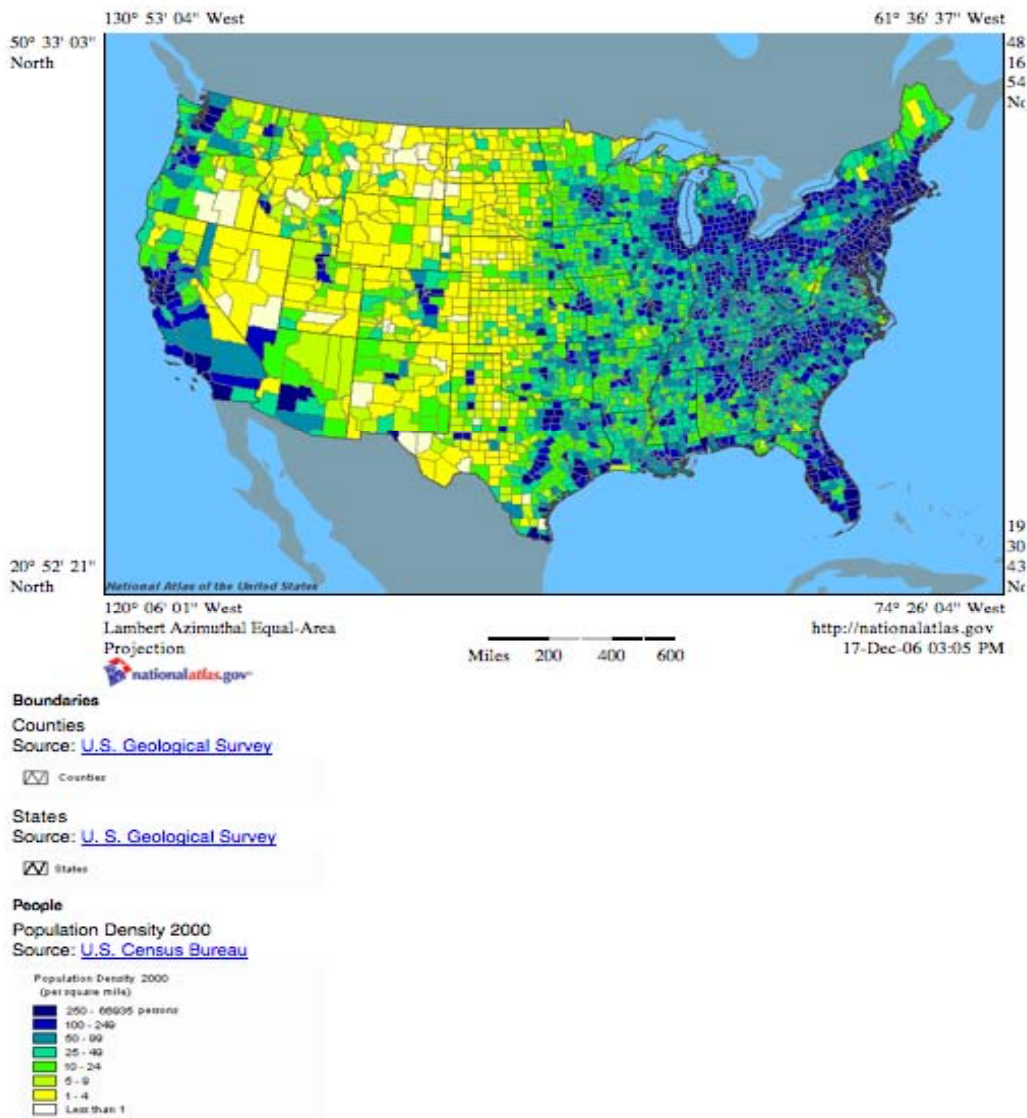 130° 53' 04" West
61° 36' 37" West
50° 33' 03"
North
48
16
54
No
19
30
43
No
20° 52' 21"
North
National Atlas of the United States
120° 06' 01" West
74° 26' 04" West
Lambert Azimuthal Equal-Area
Projection
http://nationalatlas.gov
17-Dec-06 03:05 PM
Miles 200 400 600
nationalatlas.gov
Boundaries
Counties
Source: U.S. Geological Survey
Counties
States
Source: U. S. Geological Survey
States
People
Population Density 2000
Source: U.S. Census Bureau
Population Density 2000
(per square mile)
250 - 66935 persons
100 - 249
50 - 99
25 - 49
10 - 24
5 - 9
1 - 4
Less than 1